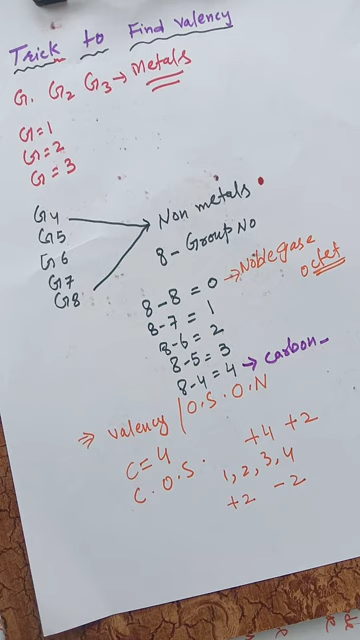 Trick to Find valency
G1 G2 G3 → Metals
G=1
G=2
G=3
G4
G5
G6
G7
G8
Non metals
8 - Group No
8-8=0 → Noble gase
octet
8-7=1
8-6=2
8-5=3
8-4=4 → carbon
⇒ valency / O.S. O.N
C=4
+4 +2
C. O.S.
1, 2, 3, 4
+2 -2